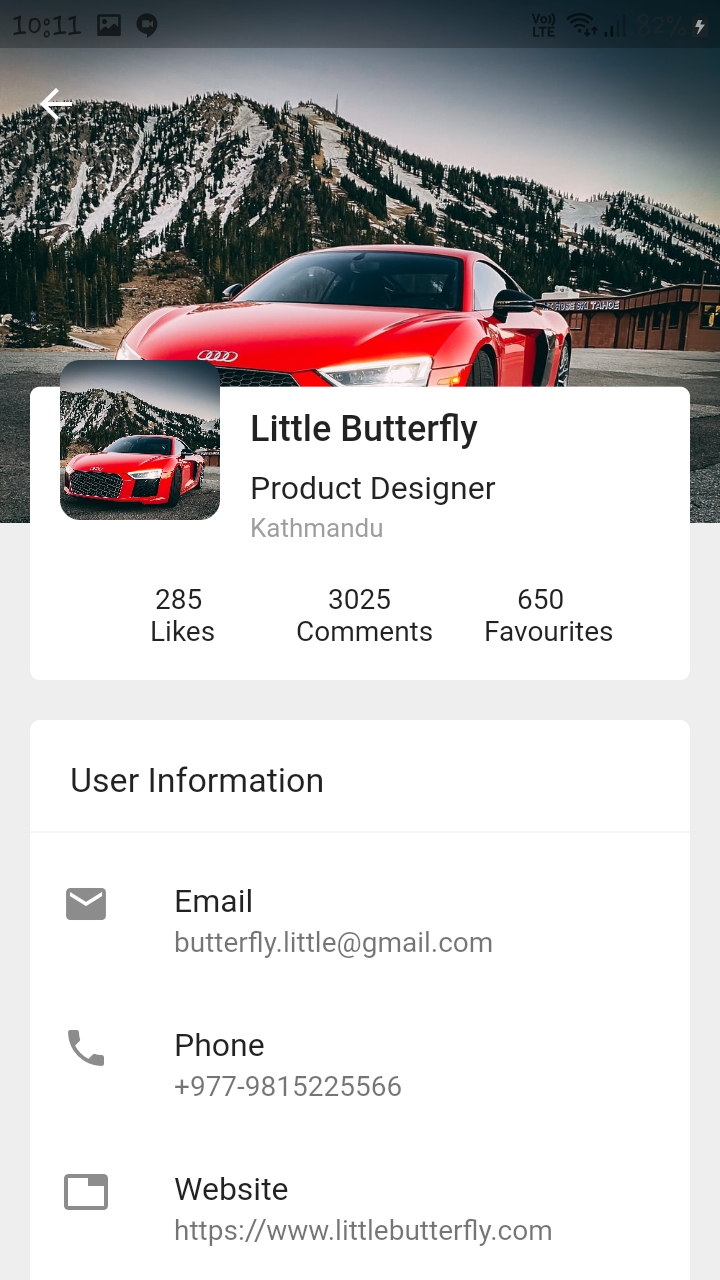 10:11
Vo))
LTE
82%
Little Butterfly
Product Designer
Kathmandu
285
Likes
3025
Comments
650
Favourites
User Information
Email
butterfly.little@gmail.com
Phone
+977-9815225566
Website
https://www.littlebutterfly.com